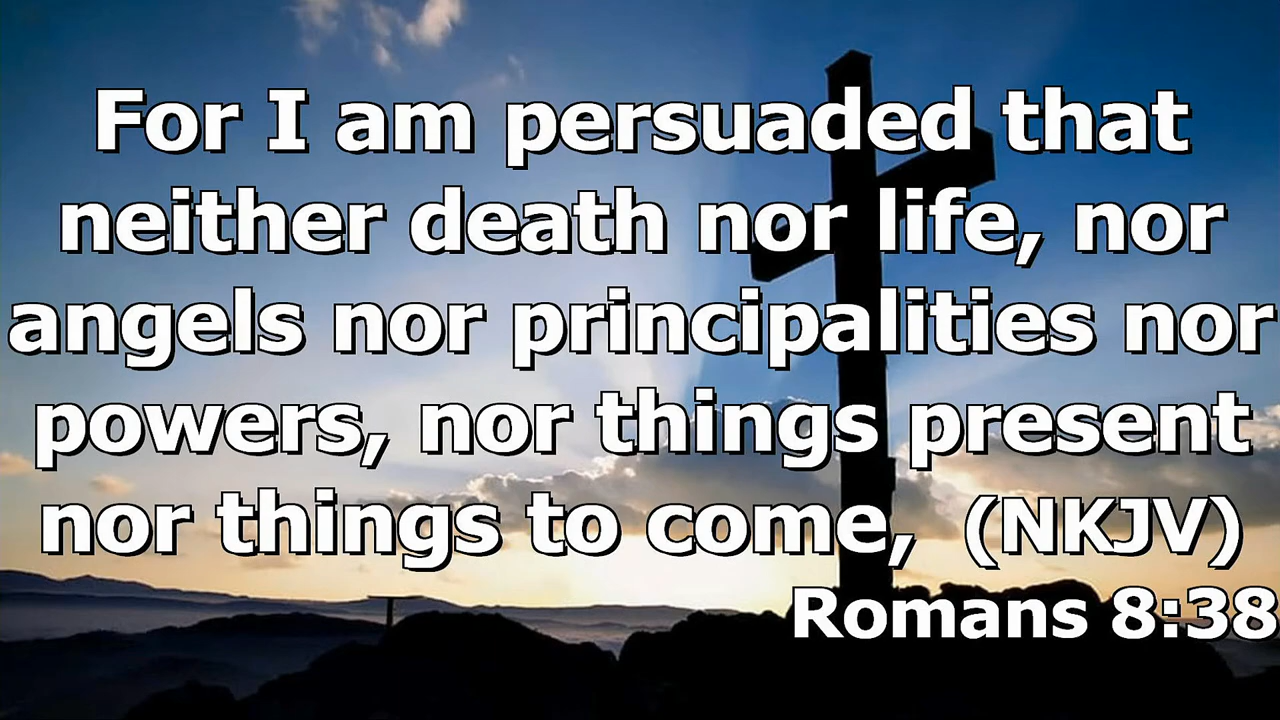 For I am persuaded that
neither death nor life, nor
angels nor principalities nor
powers, nor things present
nor things to come, (NKJV)
Romans 8:38